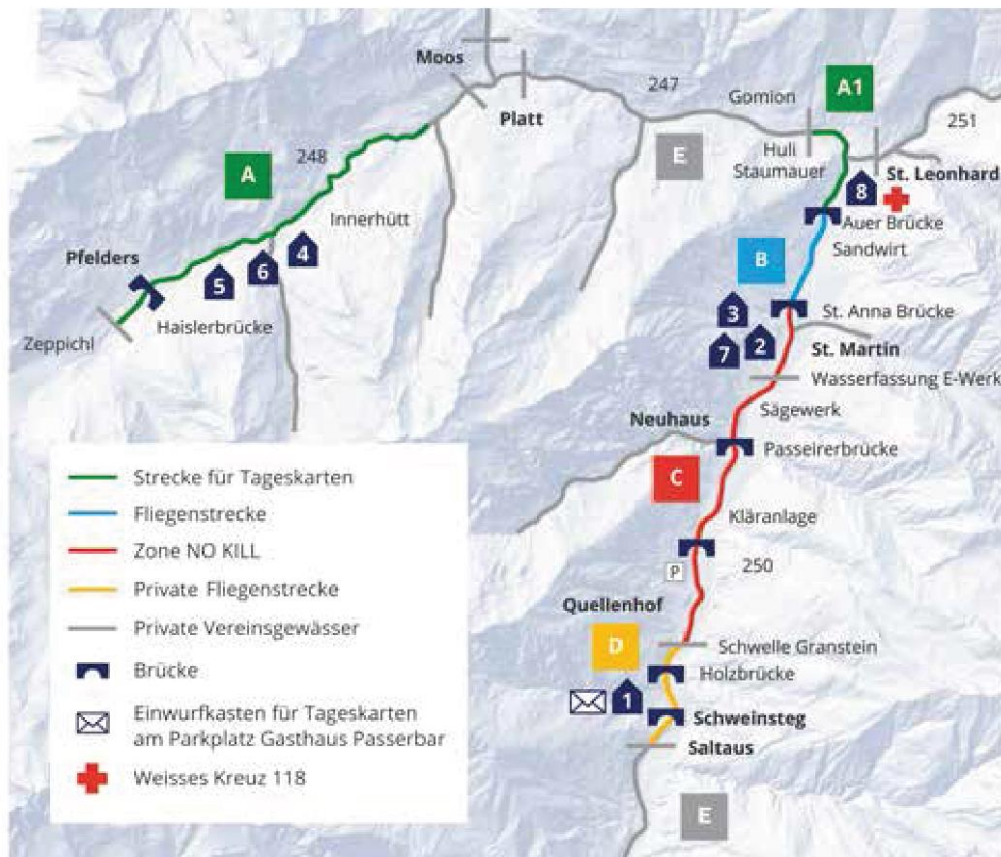 Moos
Platt
247
Gomion
A1
251
E
Huli
Staumauer
St. Leonhard
8
A
248
Innerhütt
Auer Brücke
Sandwirt
Pfelders
4
6
5
B
3
St. Anna Brücke
Haislerbrücke
Zeppichl
7
2
St. Martin
Wasserfassung E-Werk
Sägewerk
Neuhaus
Passeirerbrücke
C
Kläranlage
P
250
Quellenhof
D
Schwelle Granstein
Holzbrücke
1
Schweinsteg
Saltaus
E
Strecke für Tageskarten
Fliegenstrecke
Zone NO KILL
Private Fliegenstrecke
Private Vereinsgewässer
Brücke
Einwurfkasten für Tageskarten
am Parkplatz Gasthaus Passerbar
Weisses Kreuz 118